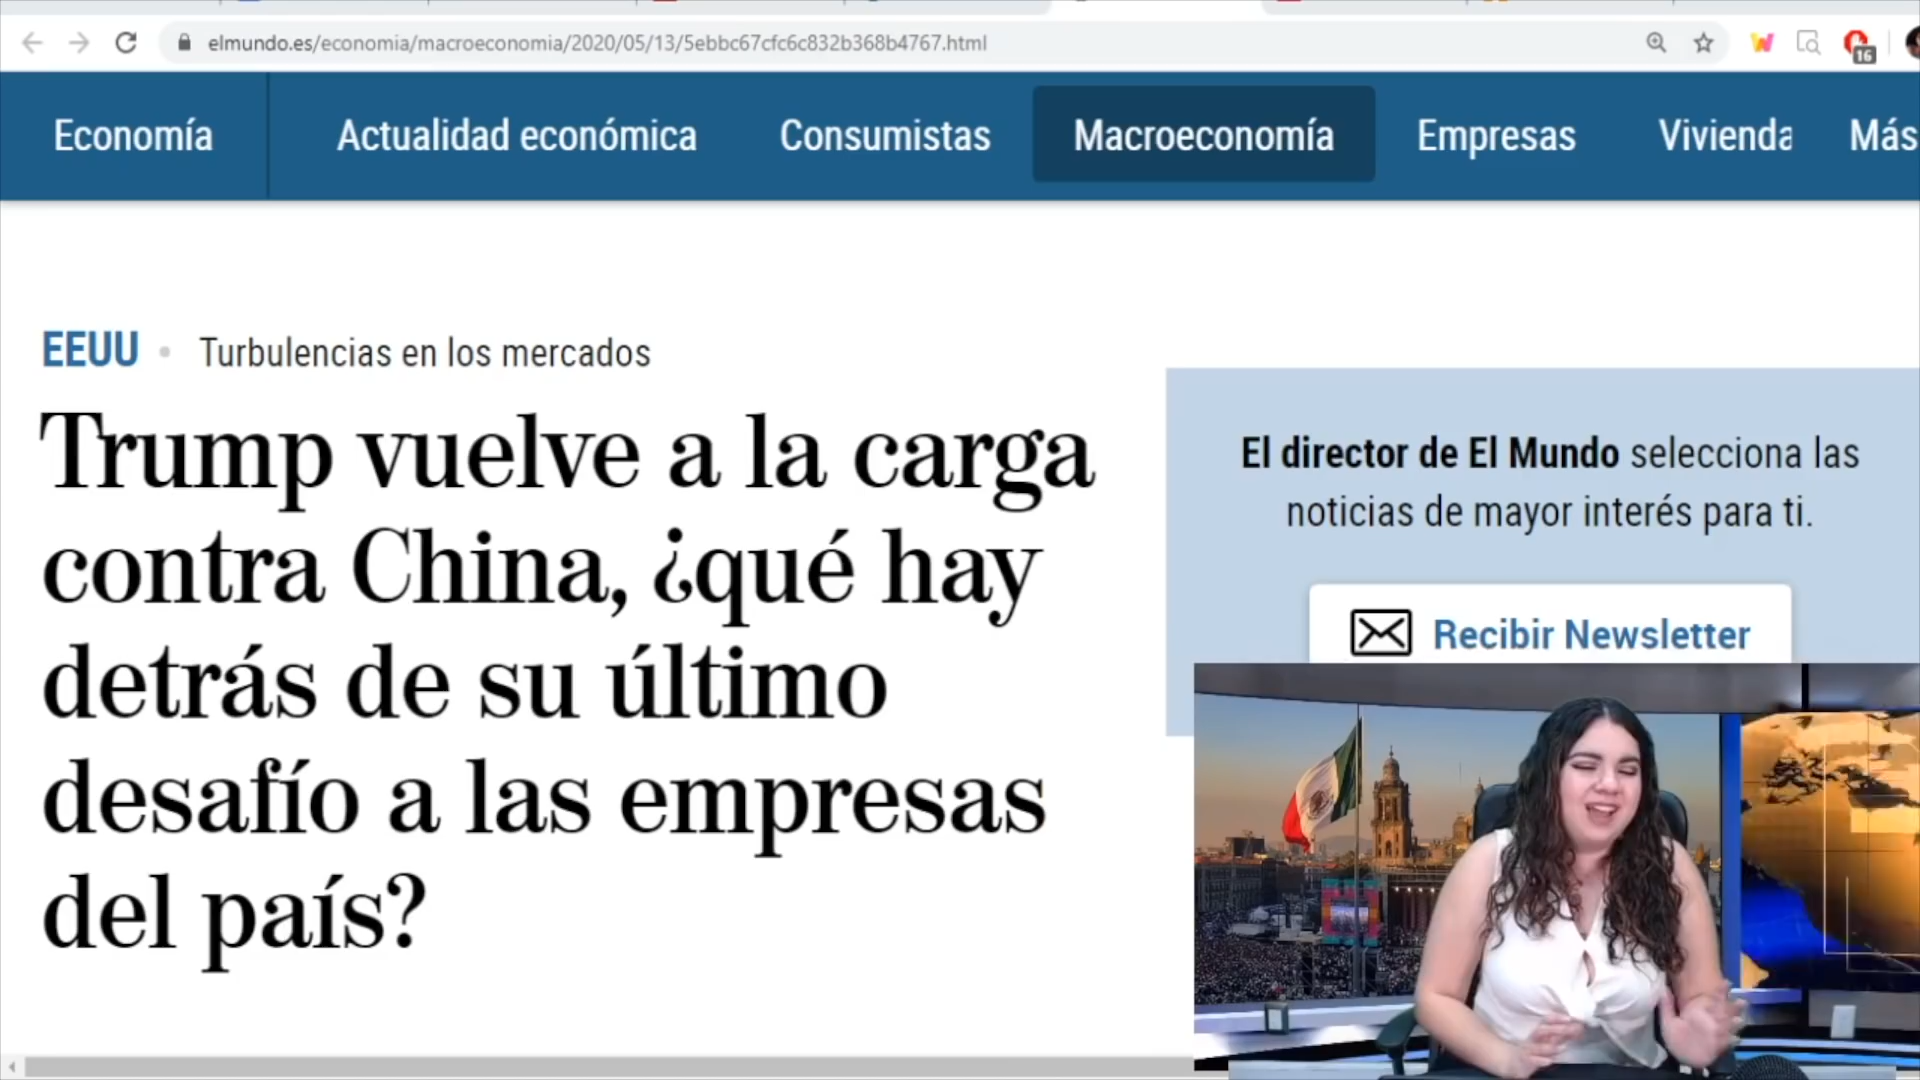 elmundo.es/economia/macroeconomia/2020/05/13/5ebbc67cfc6c832b368b4767.html
16
Economía Actualidad económica Consumistas Macroeconomía Empresas Vivienda Más
EEUU • Turbulencias en los mercados
Trump vuelve a la carga
contra China, ¿qué hay
detrás de su último
desafío a las empresas
del país?
El director de El Mundo selecciona las
noticias de mayor interés para ti.
Recibir Newsletter